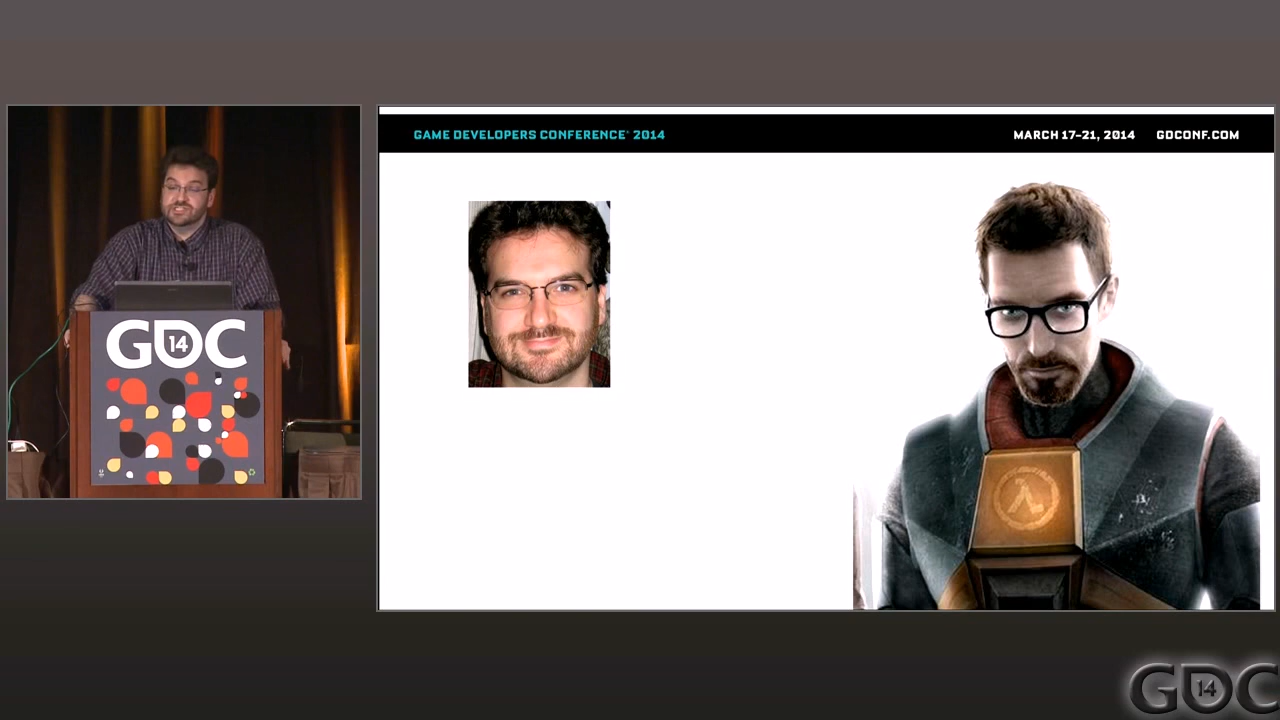 GAME DEVELOPERS CONFERENCE® 2014
MARCH 17–21, 2014 GDCONF.COM
GDC
14
GDC
14